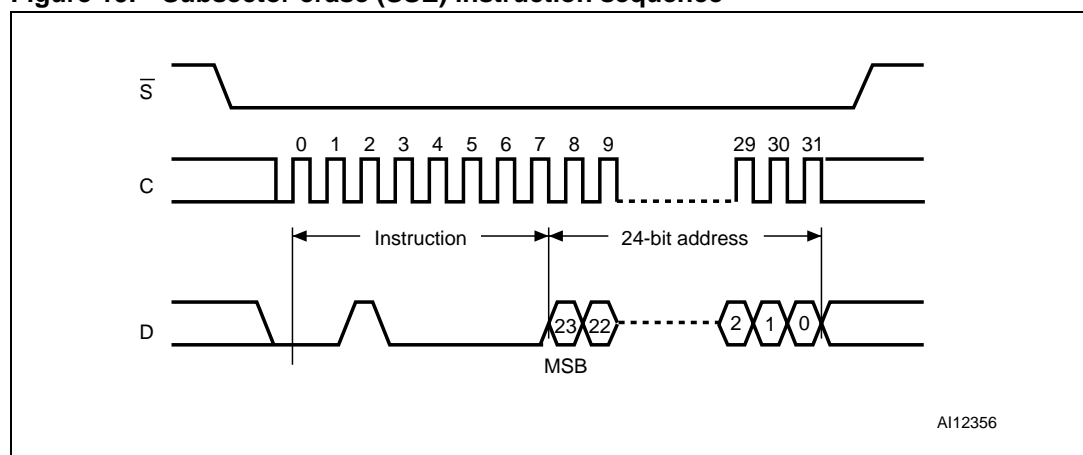 Figure 16. Subsector erase (SSE) instruction sequence
S
0 1 2 3 4 5 6 7 8 9 29 30 31
C
Instruction 24-bit address
D 23 22 2 1 0
MSB
AI12356